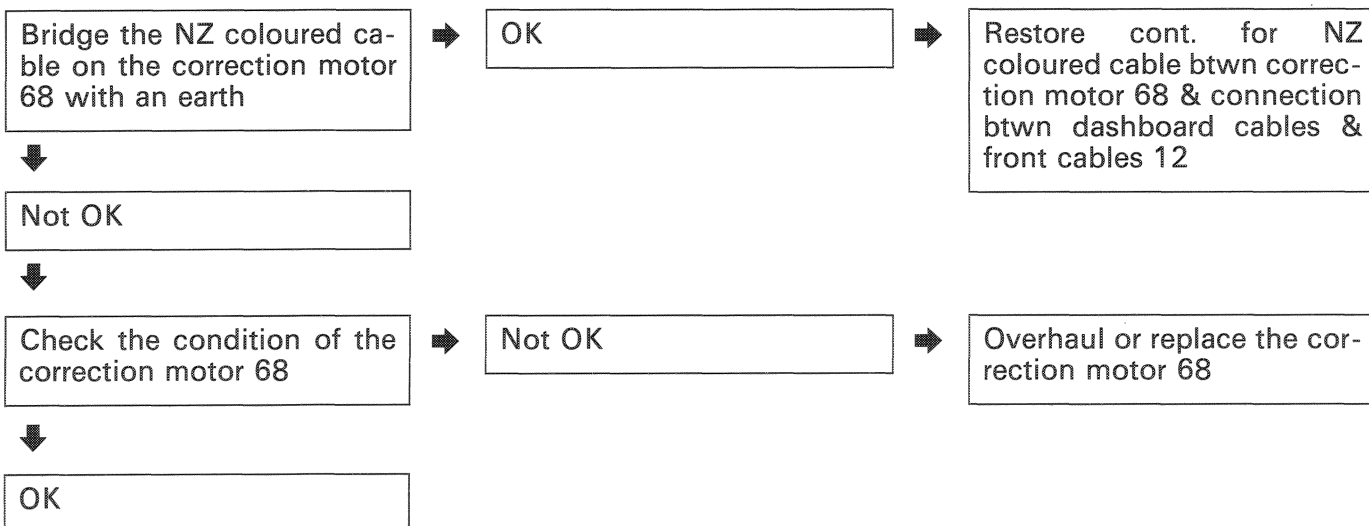 Bridge the NZ coloured ca-
ble on the correction motor
68 with an earth
OK
Restore cont. for NZ
coloured cable btwn correc-
tion motor 68 & connection
btwn dashboard cables &
front cables 12
Not OK
Check the condition of the
correction motor 68
Not OK
Overhaul or replace the cor-
rection motor 68
OK